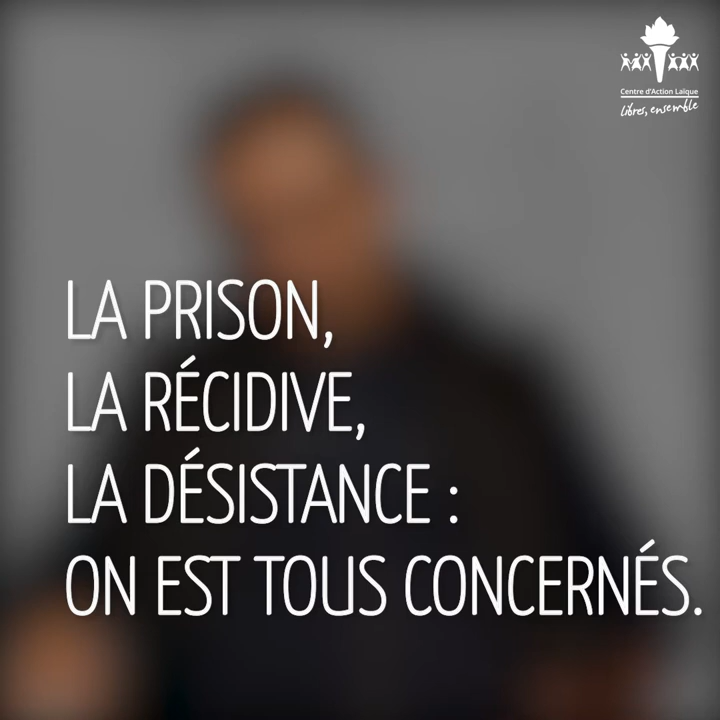 Centre d'Action Laïque
libres, ensemble
LA PRISON,
LA RÉCIDIVE,
LA DÉSISTANCE :
ON EST TOUS CONCERNÉS.